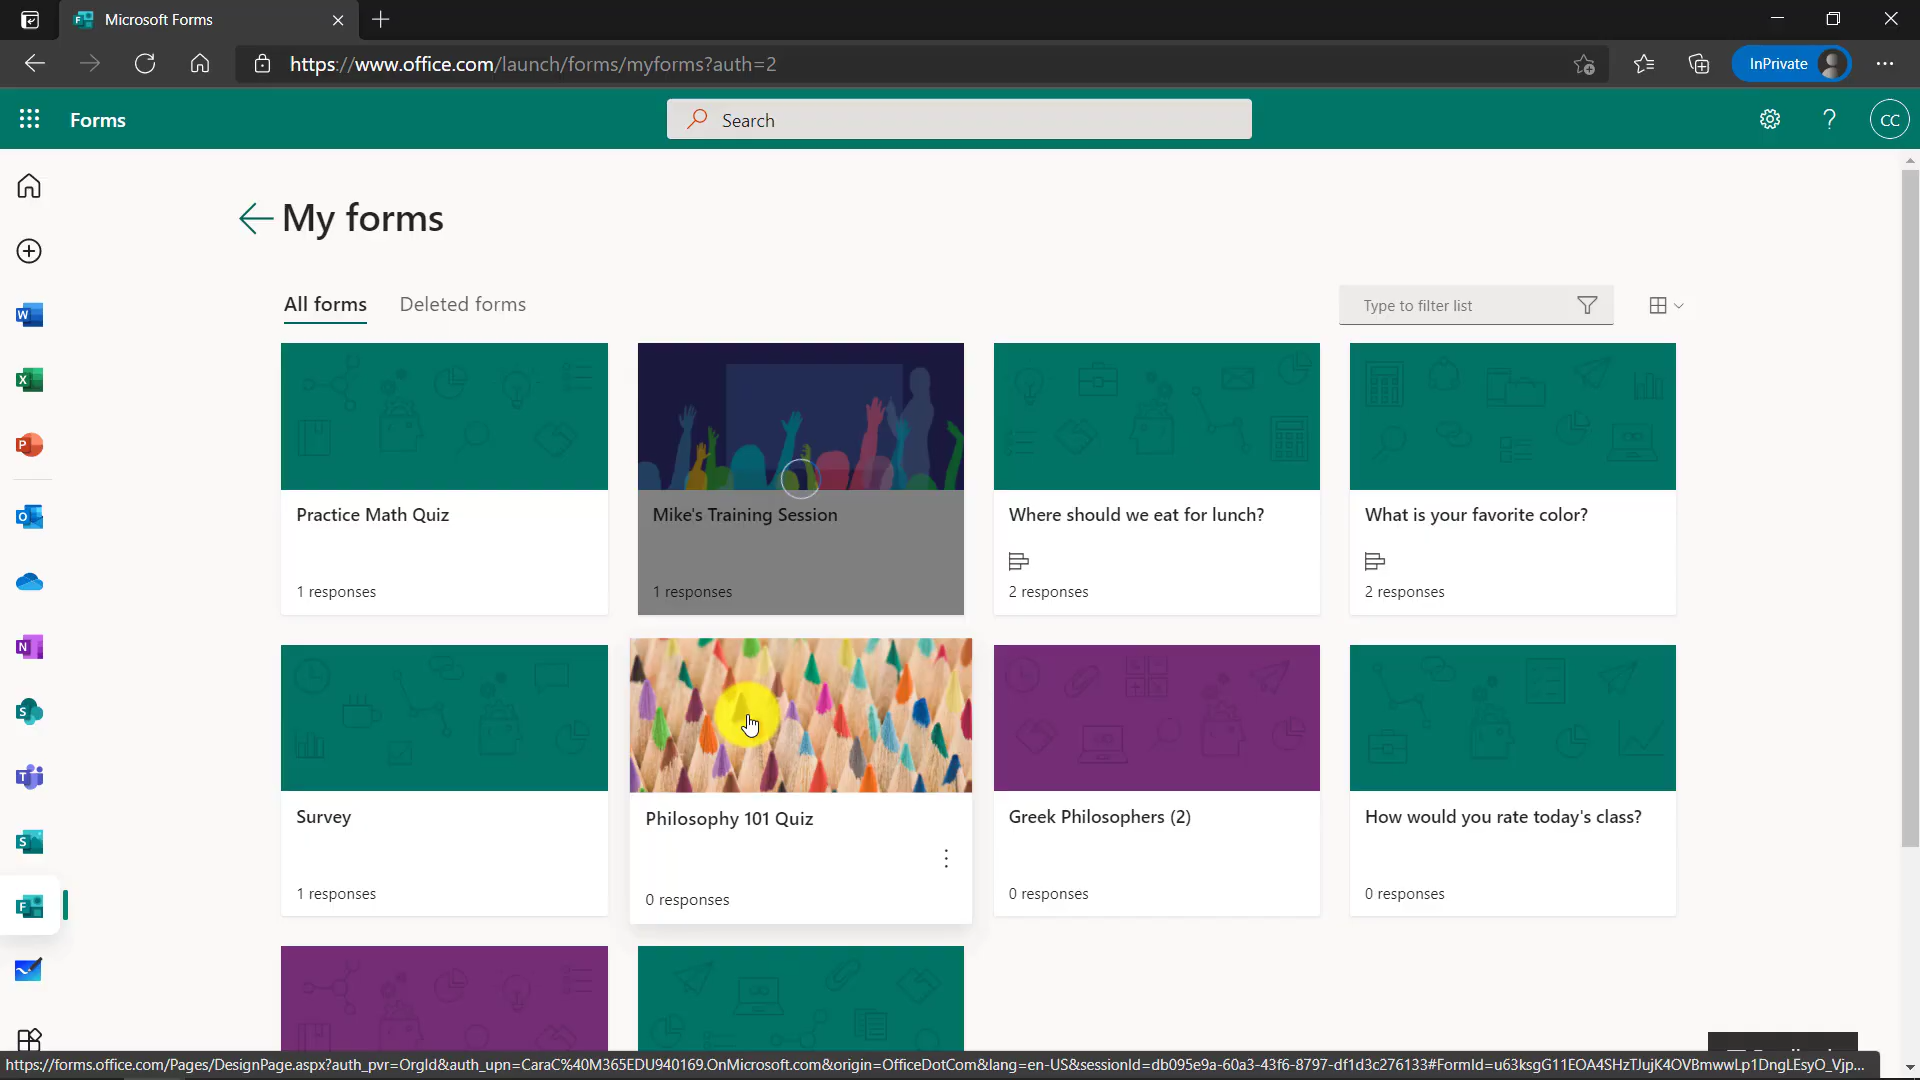 Microsoft Forms
https://www.office.com/launch/forms/myforms?auth=2
InPrivate
Forms
Search
CC
My forms
All forms
Deleted forms
Type to filter list
Practice Math Quiz
1 responses
Mike's Training Session
1 responses
Where should we eat for lunch?
2 responses
What is your favorite color?
2 responses
Survey
1 responses
Philosophy 101 Quiz
0 responses
Greek Philosophers (2)
0 responses
How would you rate today's class?
0 responses
https://forms.office.com/Pages/DesignPage.aspx?auth_pvr=OrgId&auth_upn=CaraC%40M365EDU940169.OnMicrosoft.com&origin=OfficeDotCom&lang=en-US&sessionId=db095e9a-60a3-43f6-8797-df1d3c276133#FormId=u63ksgG11EOA4SHzTJujK4OVBmwwLp1DngLEsyO_Vjp...